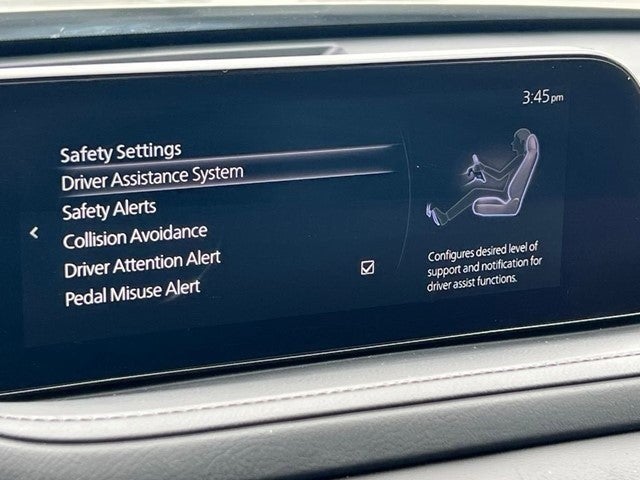 3:45pm
Safety Settings
Driver Assistance System
Safety Alerts
Collision Avoidance
Driver Attention Alert
Pedal Misuse Alert
Configures desired level of
support and notification for
driver assist functions.